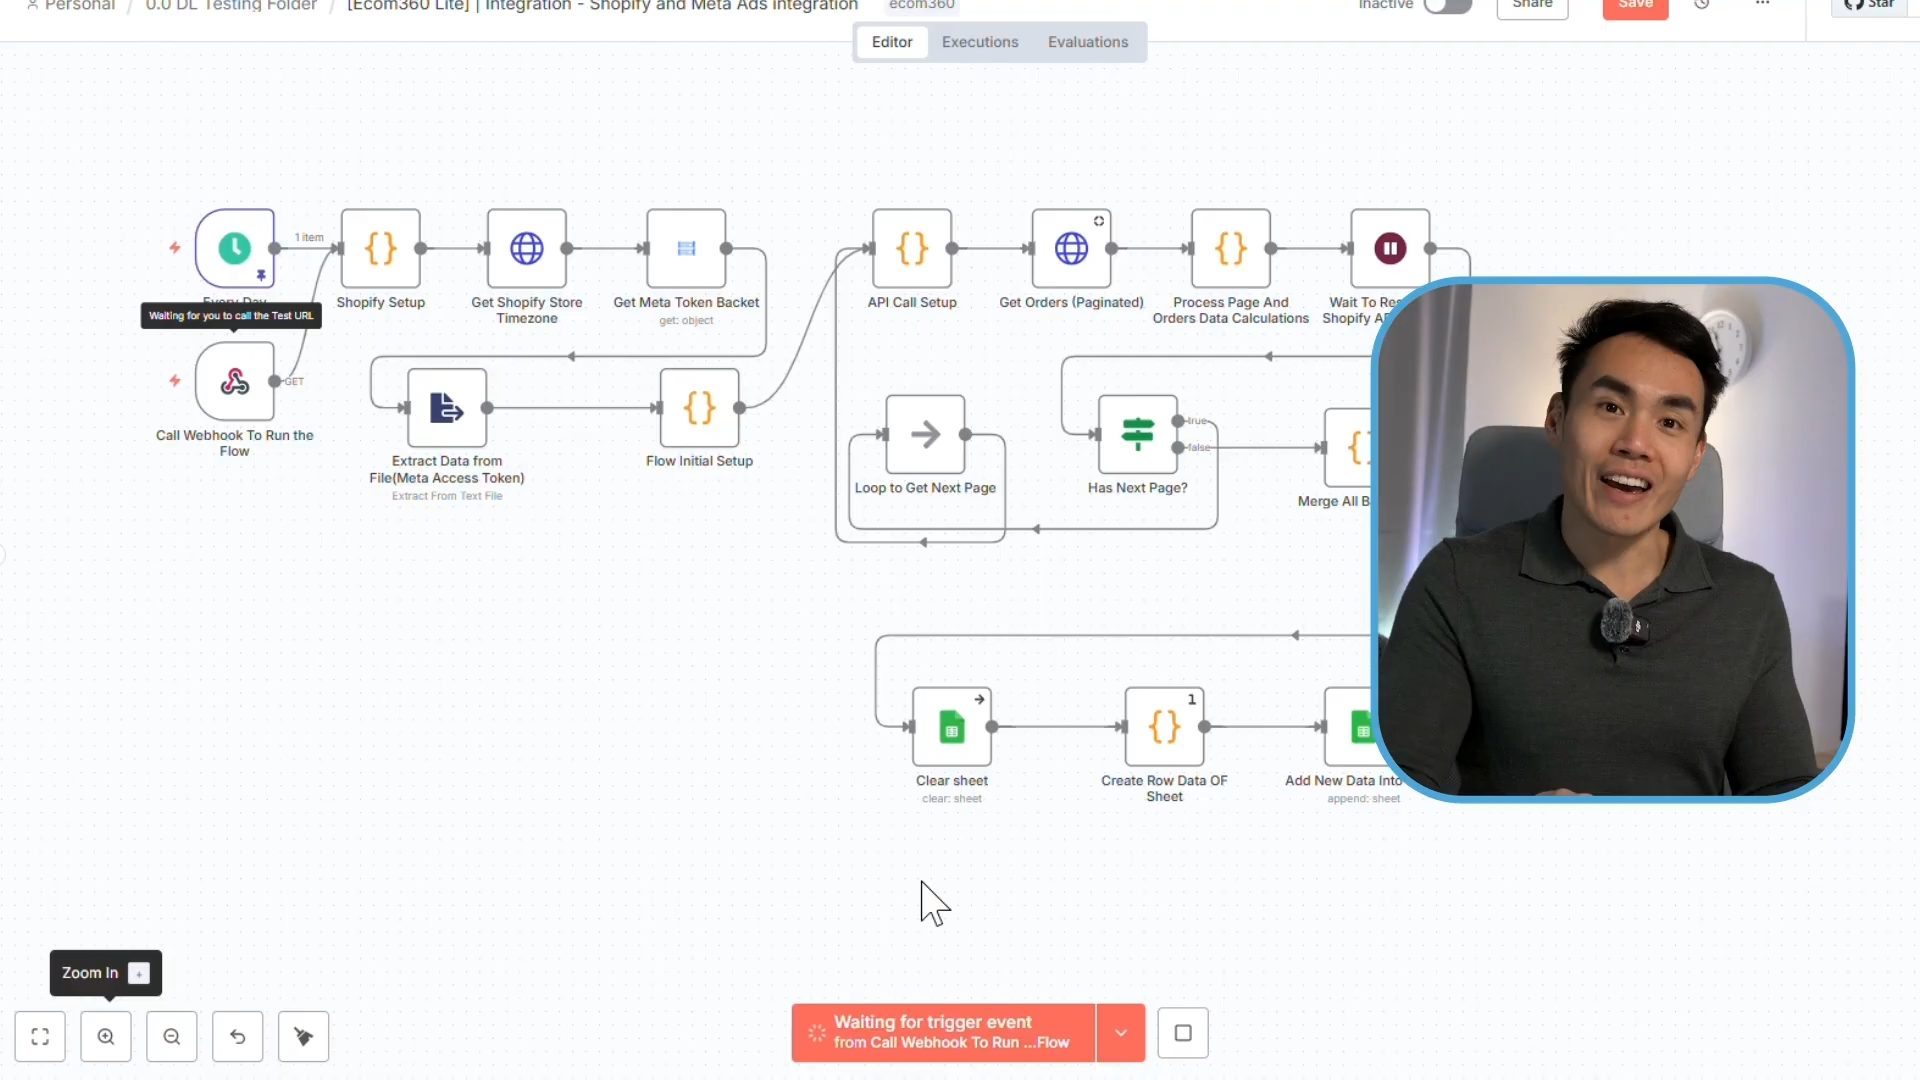 Personal / 0.0 DL Testing Folder / [Ecom360 Lite] | Integration - Shopify and Meta Ads integration ecom360
Inactive Share Save Star
Editor Executions Evaluations
1 item
Every Day
Waiting for you to call the Test URL
GET
Call Webhook To Run the
Flow
Shopify Setup
Get Shopify Store
Timezone
Get Meta Token Backet
get: object
Extract Data from
File(Meta Access Token)
Extract From Text File
Flow Initial Setup
API Call Setup
Get Orders (Paginated)
Process Page And
Orders Data Calculations
Wait To
Shopify
Loop to Get Next Page
true
false
Has Next Page?
Merge All
Clear sheet
clear: sheet
1
Create Row Data OF
Sheet
Add New Data Into
append: sheet
Zoom In +
Waiting for trigger event
from Call Webhook To Run ...Flow